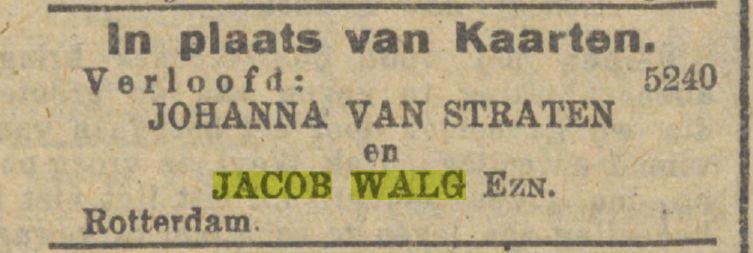 In plaats van Kaarten.
Verloofd: 5240
JOHANNA VAN STRATEN
en
JACOB WALG EZN.
Rotterdam.